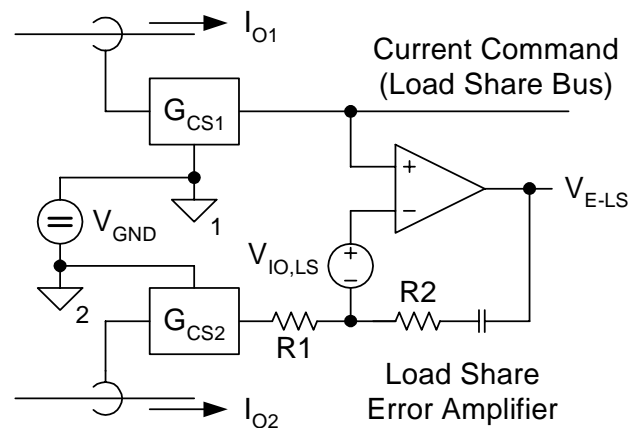 I_O1
Current Command
(Load Share Bus)
G_CS1
+
V_E-LS
1
V_GND
−
+
V_IO,LS
−
R2
2
G_CS2
R1
Load Share
Error Amplifier
I_O2